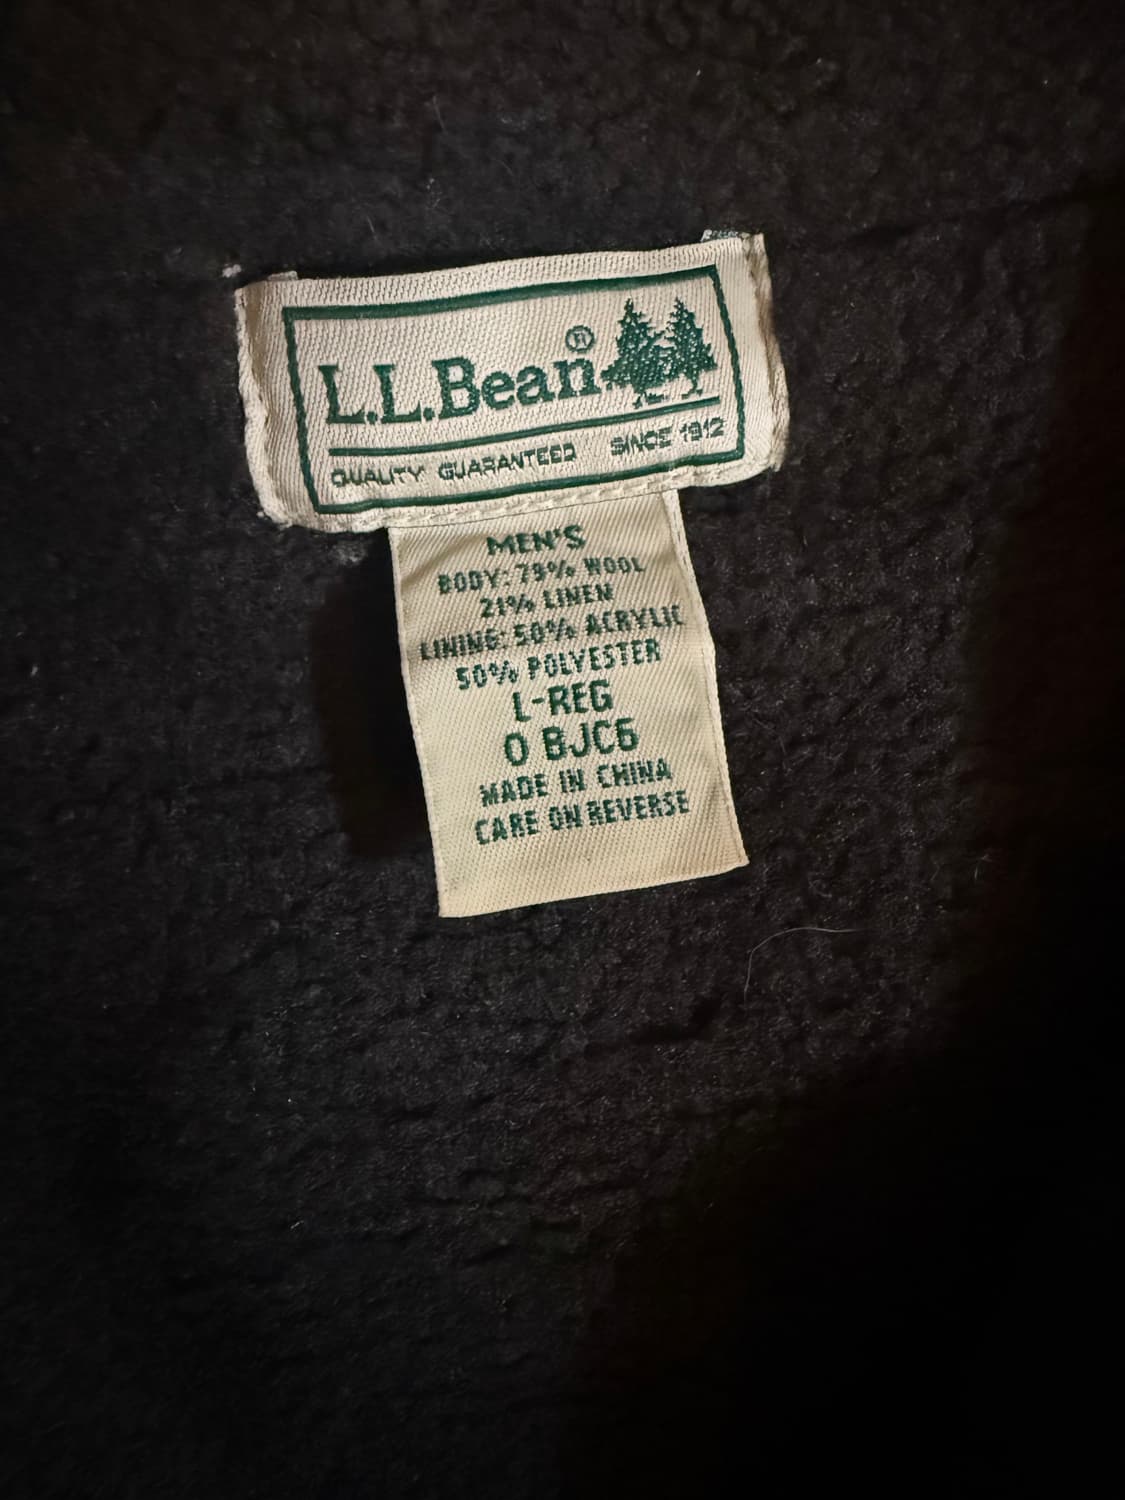 L.L.Bean®
QUALITY GUARANTEED SINCE 1912
MEN'S
BODY: 79% WOOL
21% LINEN
LINING: 50% ACRYLIC
50% POLYESTER
L-REG
0 BJC6
MADE IN CHINA
CARE ON REVERSE